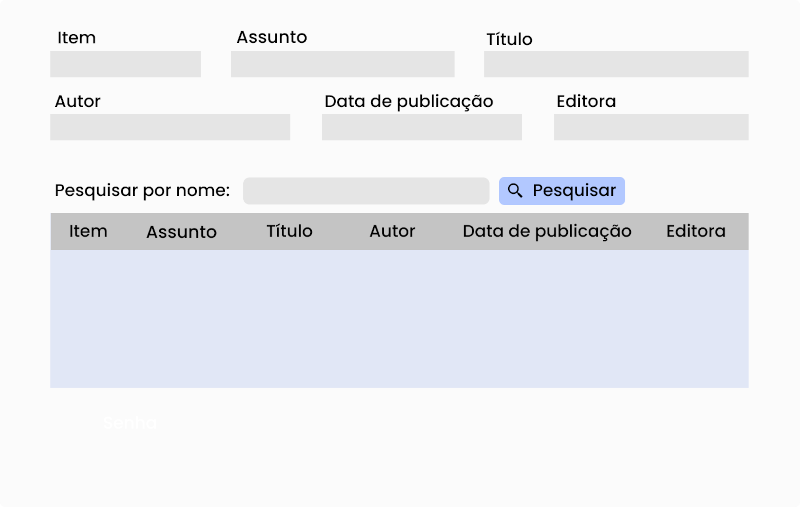 Item Assunto Título
Autor Data de publicação Editora
Pesquisar por nome: Pesquisar
Item Assunto Título Autor Data de publicação Editora
Senha